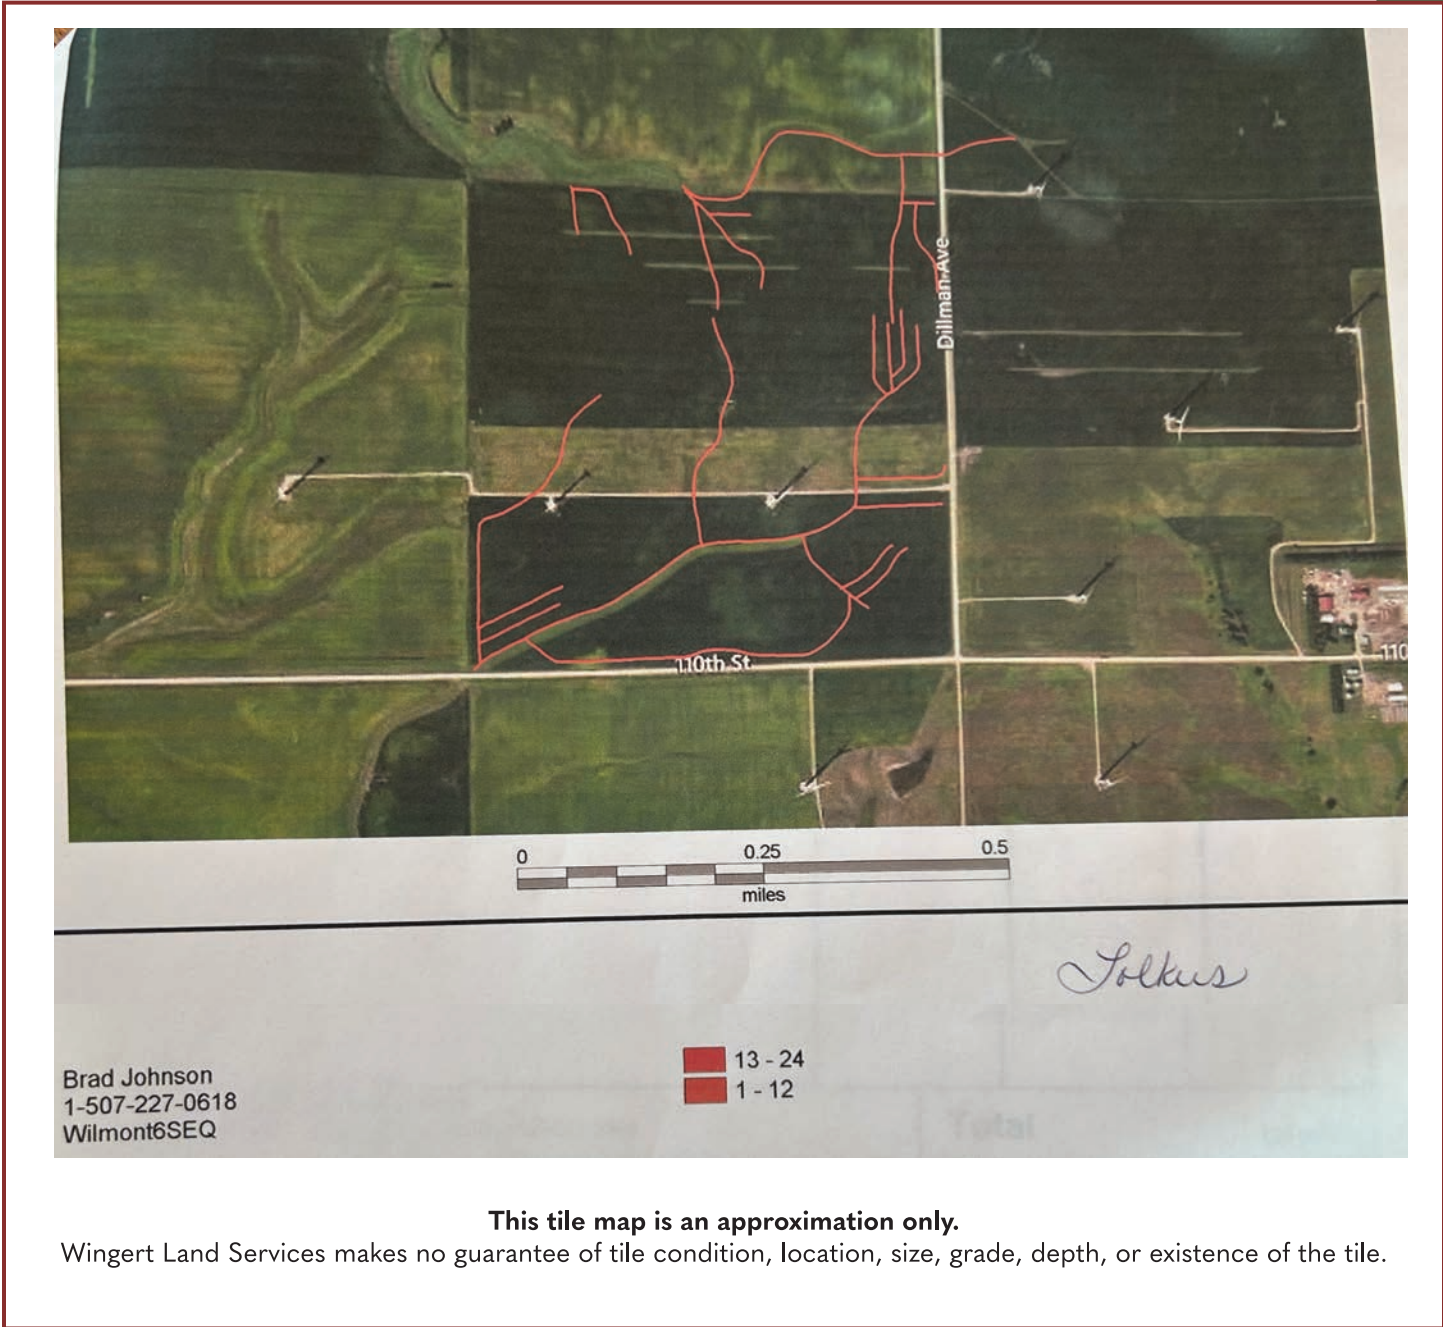 Dillman Ave
110th St
110
0 0.25 0.5
miles
Tolkus
13 - 24
1 - 12
Brad Johnson
1-507-227-0618
Wilmont6SEQ
Total
This tile map is an approximation only.
Wingert Land Services makes no guarantee of tile condition, location, size, grade, depth, or existence of the tile.